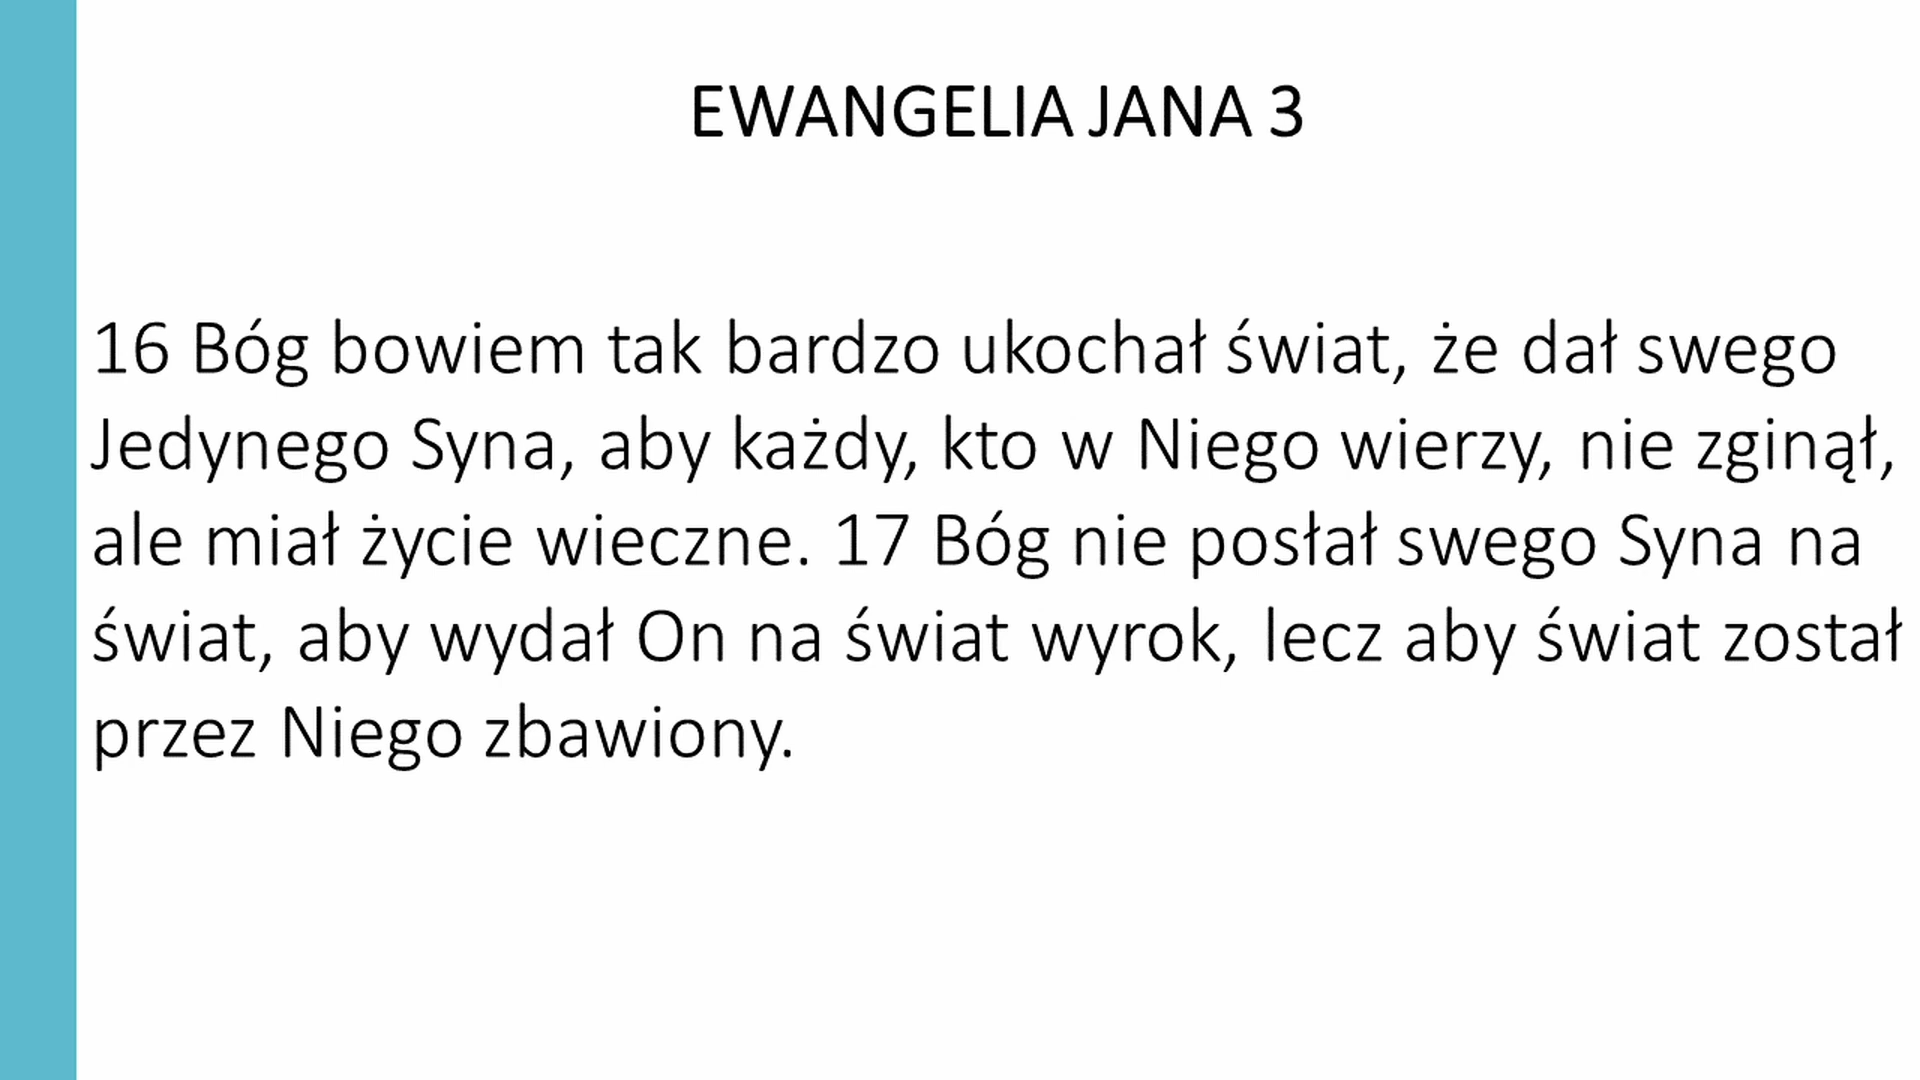 EWANGELIA JANA 3
16 Bóg bowiem tak bardzo ukochał świat, że dał swego
Jedynego Syna, aby każdy, kto w Niego wierzy, nie zginął,
ale miał życie wieczne. 17 Bóg nie posłał swego Syna na
świat, aby wydał On na świat wyrok, lecz aby świat został
przez Niego zbawiony.